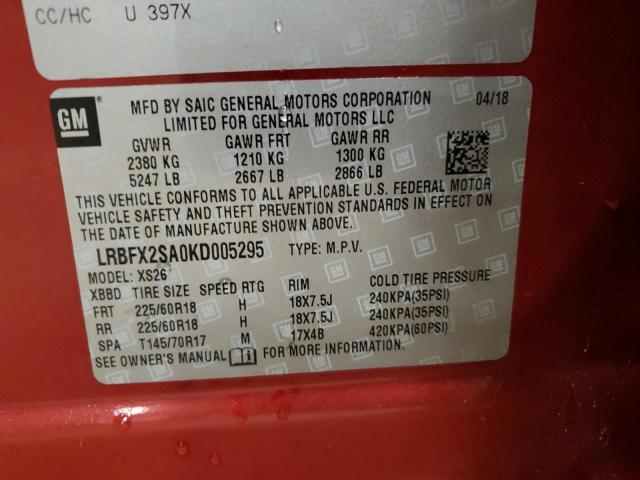 CC/HC U 397X
GM
MFD BY SAIC GENERAL MOTORS CORPORATION 04/18
LIMITED FOR GENERAL MOTORS LLC
GVWR GAWR FRT GAWR RR
2380 KG 1210 KG 1300 KG
5247 LB 2667 LB 2866 LB
THIS VEHICLE CONFORMS TO ALL APPLICABLE U.S. FEDERAL MOTOR
VEHICLE SAFETY AND THEFT PREVENTION STANDARDS IN EFFECT ON
THE DATE OF MANUFACTURE SHOWN ABOVE.
LRBFX2SA0KD005295 TYPE: M.P.V.
MODEL: XS26
XBBD TIRE SIZE SPEED RTG RIM COLD TIRE PRESSURE
FRT 225/60R18 H 18X7.5J 240KPA(35PSI)
RR 225/60R18 H 18X7.5J 240KPA(35PSI)
SPA T145/70R17 M 17X4B 420KPA(60PSI)
SEE OWNER'S MANUAL FOR MORE INFORMATION.